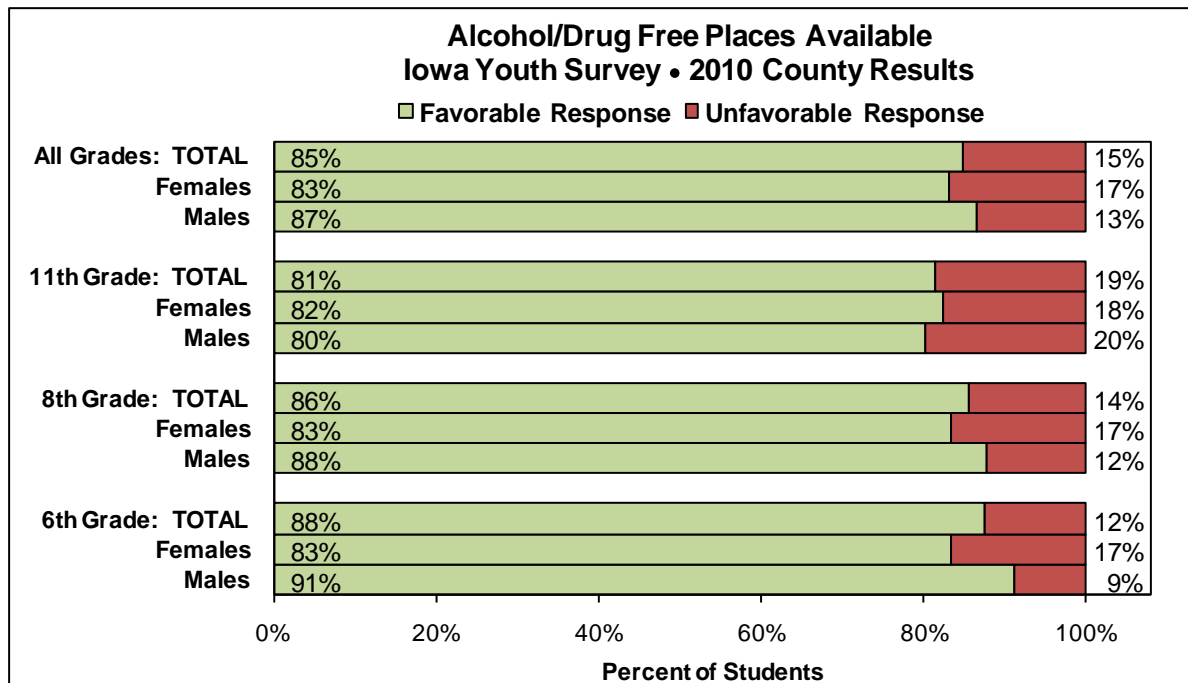 Alcohol/Drug Free Places Available
Iowa Youth Survey • 2010 County Results
Favorable Response Unfavorable Response
All Grades: TOTAL 85% 15%
Females 83% 17%
Males 87% 13%
11th Grade: TOTAL 81% 19%
Females 82% 18%
Males 80% 20%
8th Grade: TOTAL 86% 14%
Females 83% 17%
Males 88% 12%
6th Grade: TOTAL 88% 12%
Females 83% 17%
Males 91% 9%
0% 20% 40% 60% 80% 100%
Percent of Students